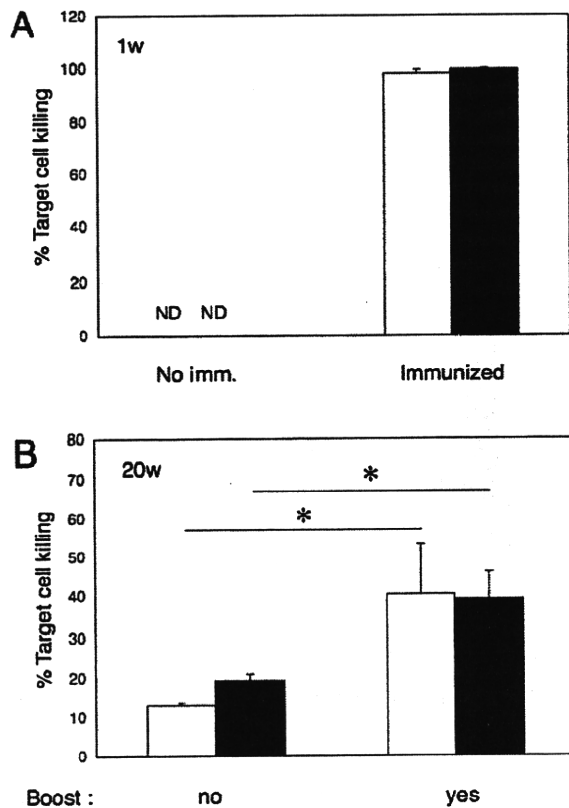 A
1w
% Target cell killing
120
100
80
60
40
20
0
ND ND
No imm. Immunized
B
20w
% Target cell killing
80
70
60
50
40
30
20
10
0
*
*
Boost : no yes